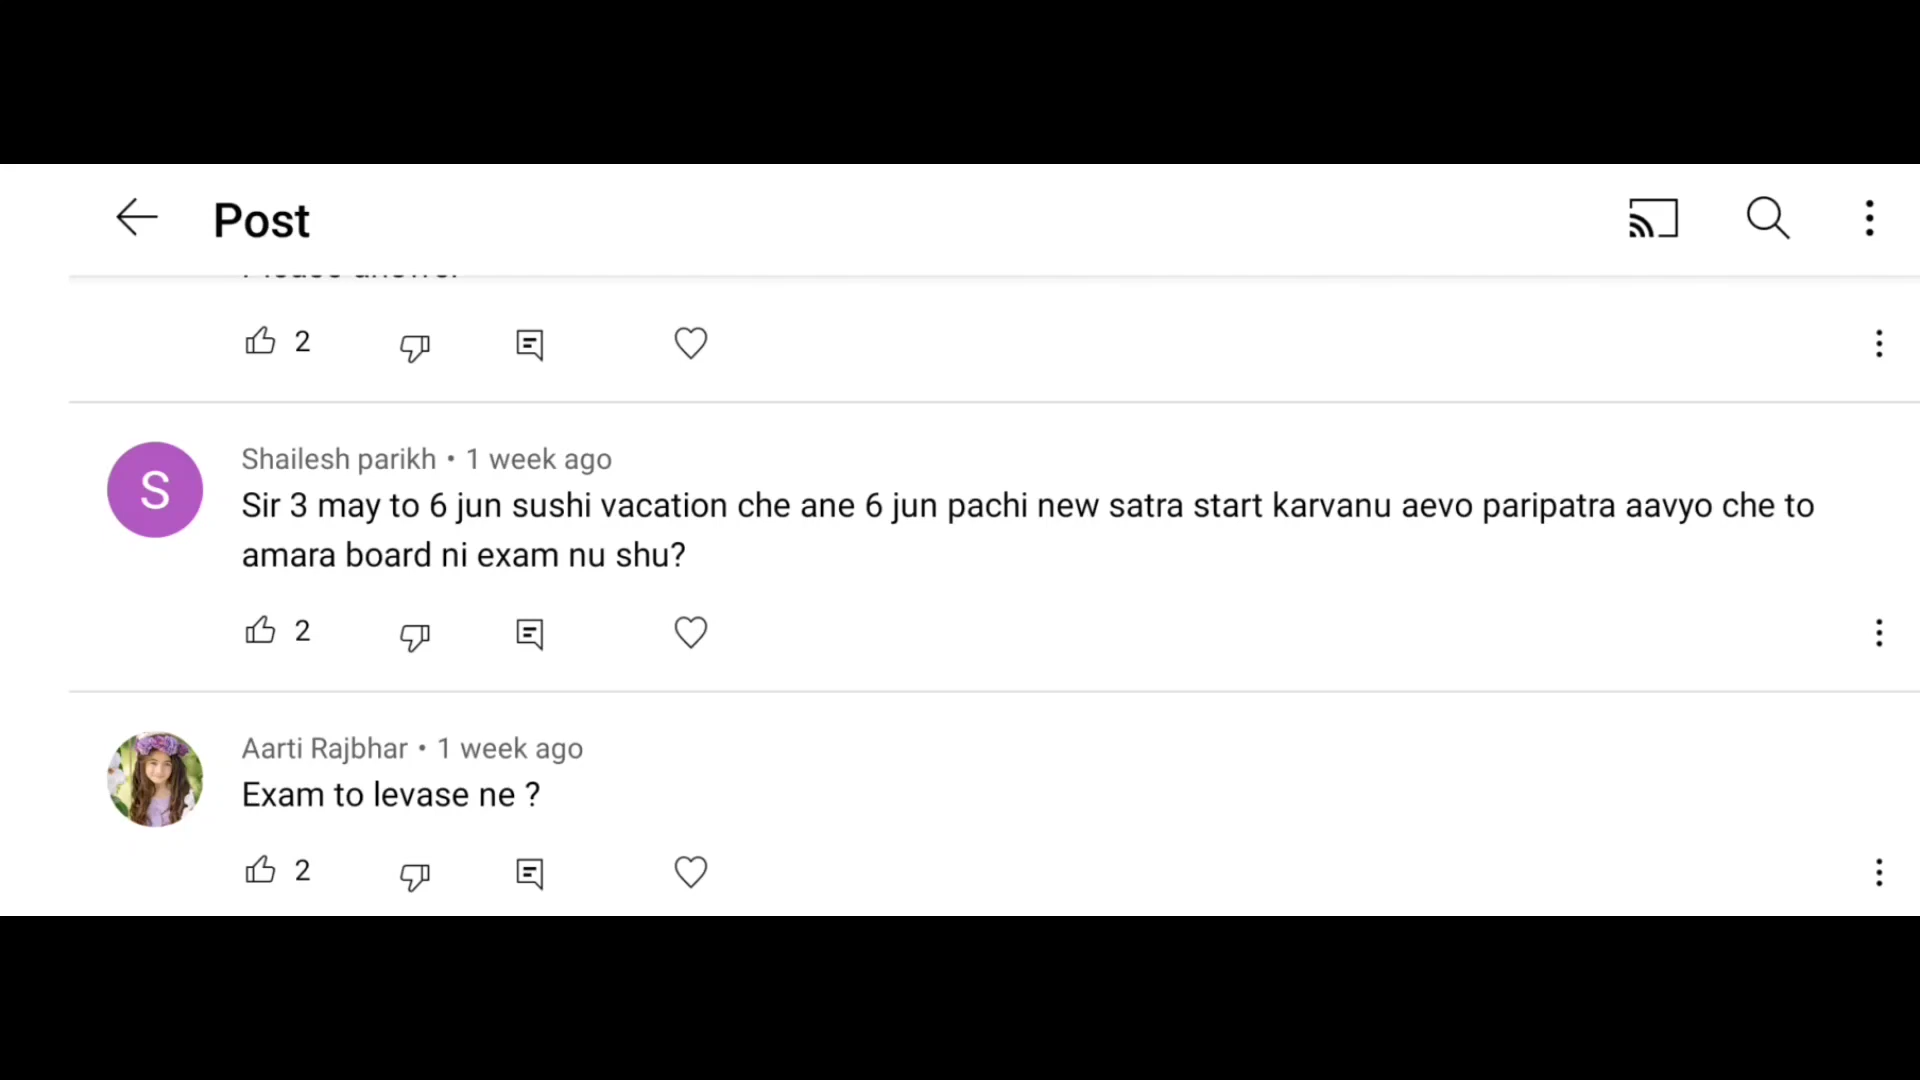 Post
2
Shailesh parikh • 1 week ago
Sir 3 may to 6 jun sushi vacation che ane 6 jun pachi new satra start karvanu aevo paripatra aavyo che to
amara board ni exam nu shu?
2
Aarti Rajbhar • 1 week ago
Exam to levase ne ?
2
S